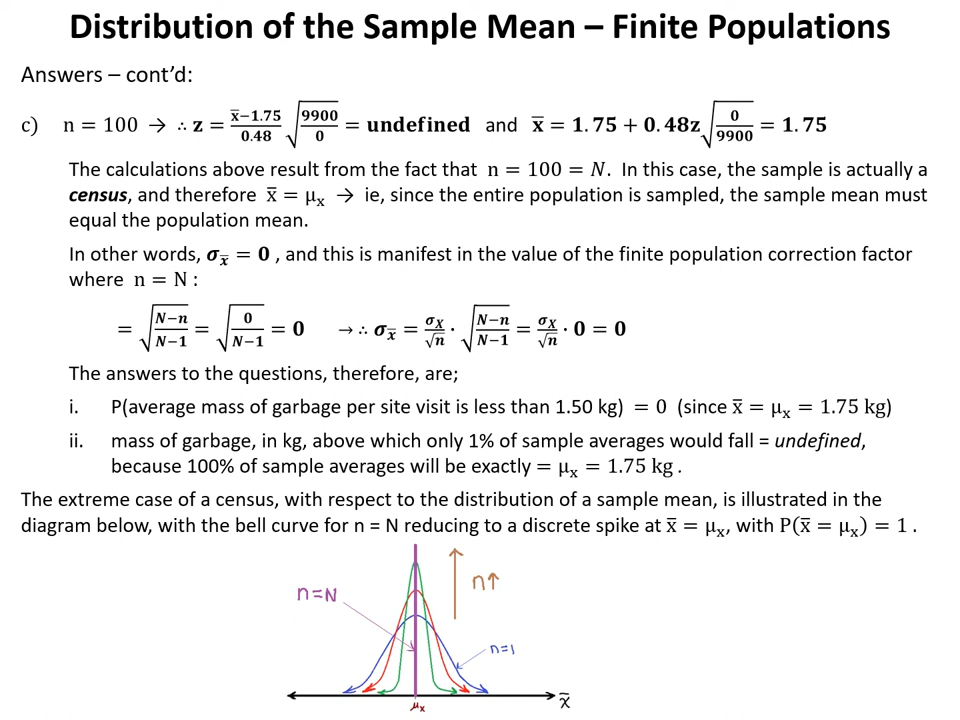 Distribution of the Sample Mean – Finite Populations
Answers – cont’d:
c) n = 100 → ∴ z = (x̄−1.75)/0.48 √(9900/0) = undefined and x̄ = 1.75 + 0.48z√(0/9900) = 1.75
The calculations above result from the fact that n = 100 = N. In this case, the sample is actually a
census, and therefore x̄ = μₓ → ie, since the entire population is sampled, the sample mean must
equal the population mean.
In other words, σx̄ = 0 , and this is manifest in the value of the finite population correction factor
where n = N :
= √((N−n)/(N−1)) = √(0/(N−1)) = 0 → ∴ σx̄ = σX/√n · √((N−n)/(N−1)) = σX/√n · 0 = 0
The answers to the questions, therefore, are;
i. P(average mass of garbage per site visit is less than 1.50 kg) = 0 (since x̄ = μₓ = 1.75 kg)
ii. mass of garbage, in kg, above which only 1% of sample averages would fall = undefined,
because 100% of sample averages will be exactly = μₓ = 1.75 kg .
The extreme case of a census, with respect to the distribution of a sample mean, is illustrated in the
diagram below, with the bell curve for n = N reducing to a discrete spike at x̄ = μₓ, with P(x̄ = μₓ) = 1 .
n=N
n↑
n=1
x̄
μₓ